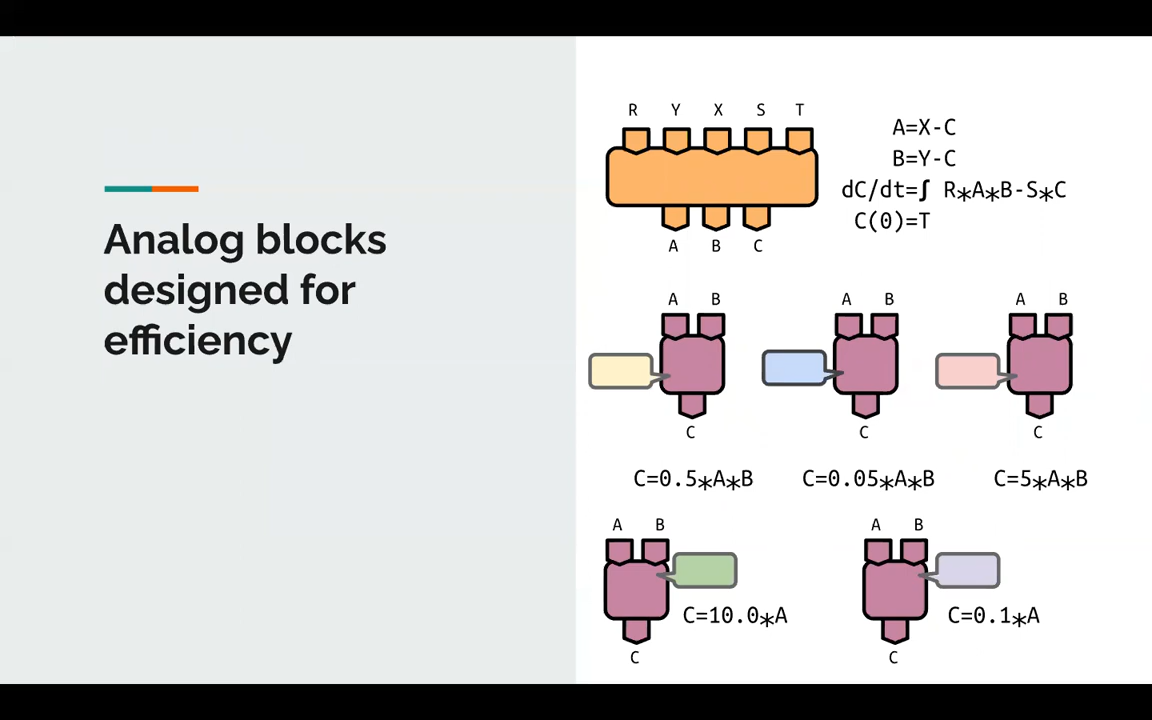 Analog blocks
designed for
efficiency
R Y X S T
A B C
A=X-C
B=Y-C
dC/dt=∫ R*A*B-S*C
C(0)=T
A B A B A B
C C C
C=0.5*A*B C=0.05*A*B C=5*A*B
A B A B
C=10.0*A C=0.1*A
C C